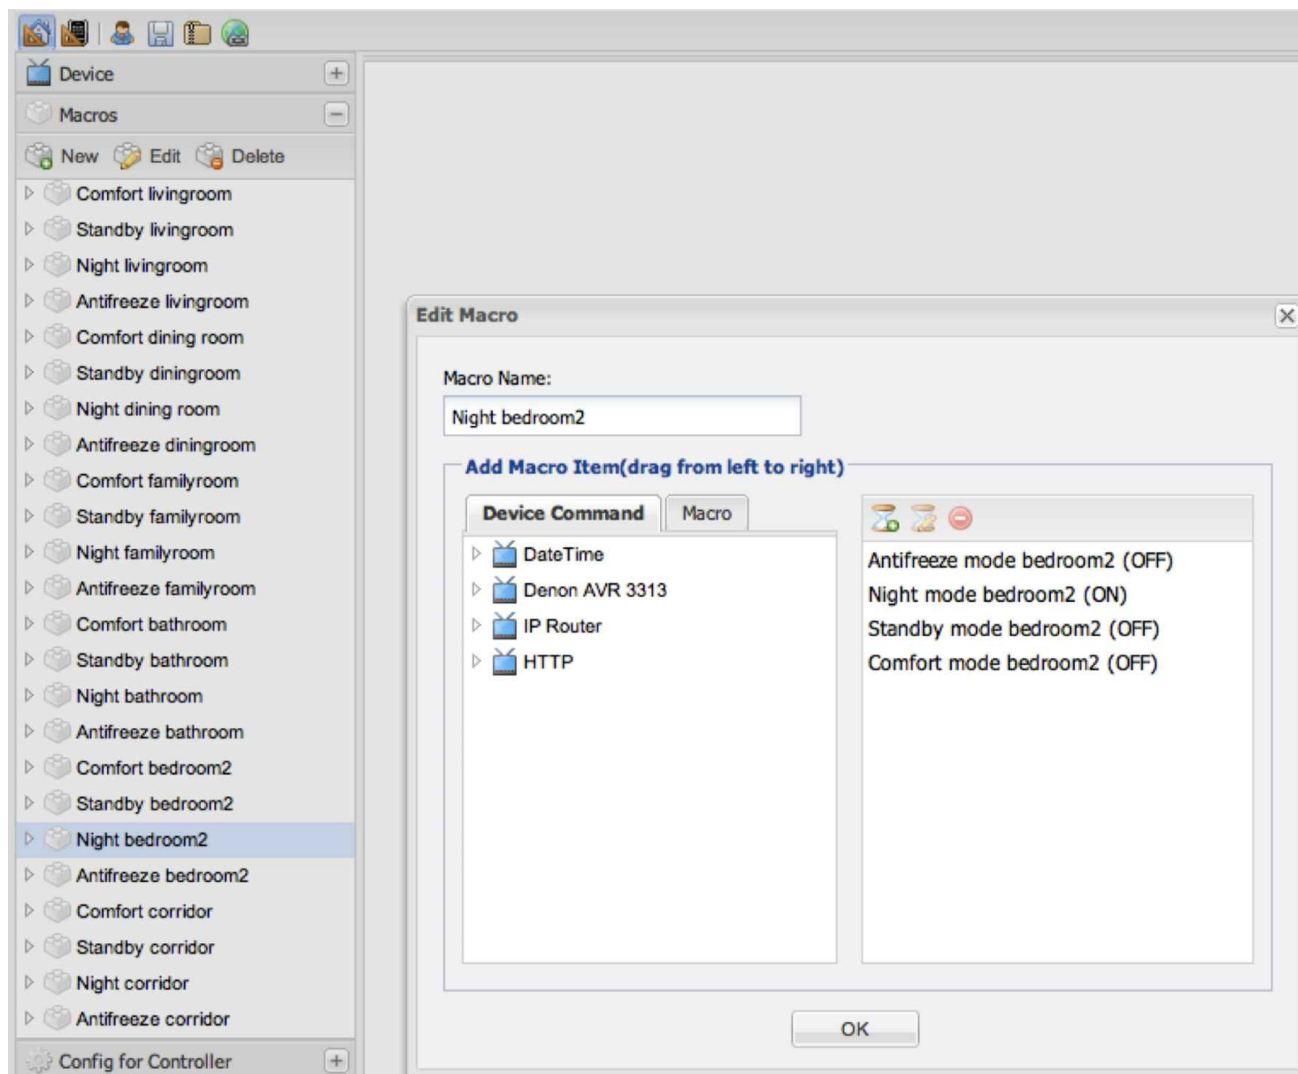 Device
Macros
New Edit Delete
Comfort livingroom
Standby livingroom
Night livingroom
Antifreeze livingroom
Comfort dining room
Standby diningroom
Night dining room
Antifreeze diningroom
Comfort familyroom
Standby familyroom
Night familyroom
Antifreeze familyroom
Comfort bathroom
Standby bathroom
Night bathroom
Antifreeze bathroom
Comfort bedroom2
Standby bedroom2
Night bedroom2
Antifreeze bedroom2
Comfort corridor
Standby corridor
Night corridor
Antifreeze corridor
Config for Controller
Edit Macro
Macro Name:
Night bedroom2
Add Macro Item(drag from left to right)
Device Command Macro
DateTime
Denon AVR 3313
IP Router
HTTP
Antifreeze mode bedroom2 (OFF)
Night mode bedroom2 (ON)
Standby mode bedroom2 (OFF)
Comfort mode bedroom2 (OFF)
OK